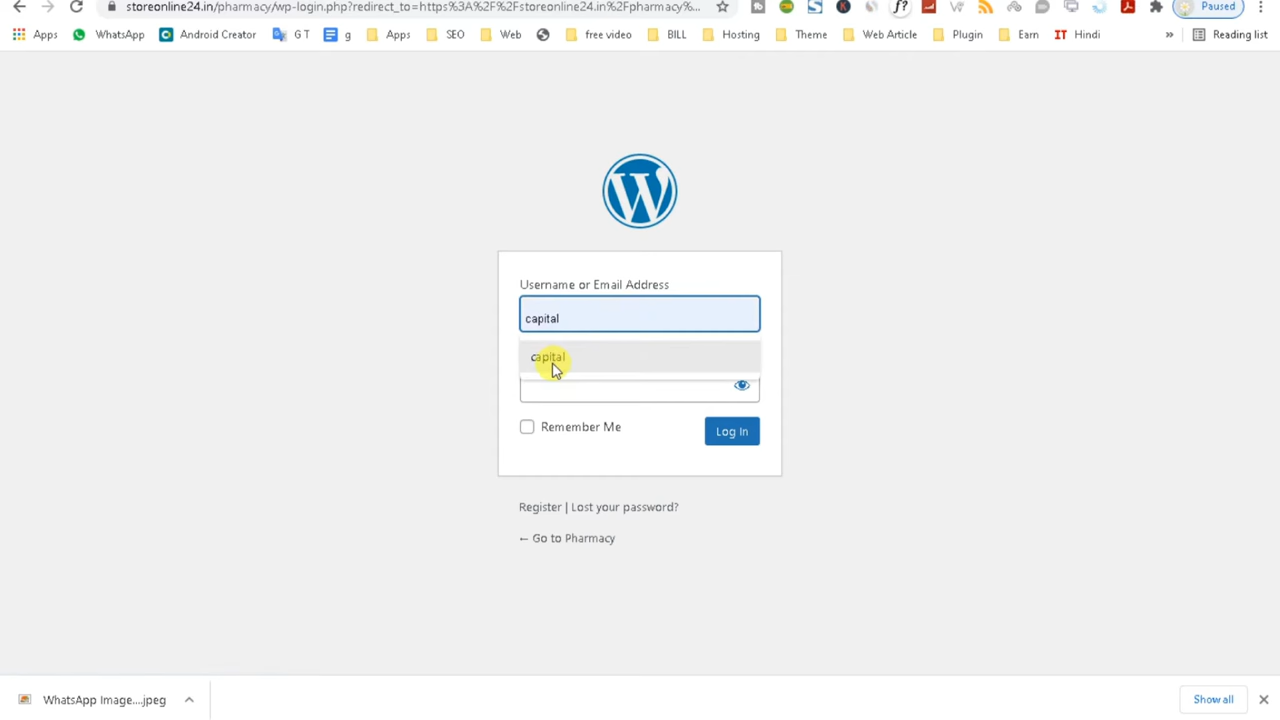 storeonline24.in/pharmacy/wp-login.php?redirect_to=https%3A%2F%2Fstoreonline24.in%2Fpharmacy%...
Paused
Apps WhatsApp Android Creator G T g Apps SEO Web free video BILL Hosting Theme Web Article Plugin Earn IT Hindi » Reading list
Username or Email Address
capital
capital
Remember Me
Log In
Register | Lost your password?
← Go to Pharmacy
WhatsApp Image....jpeg
Show all